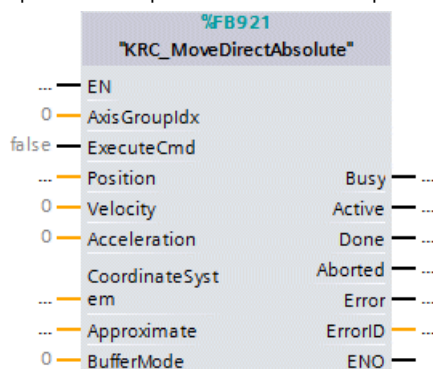 %FB921
"KRC_MoveDirectAbsolute"
... EN
0 AxisGroupIdx
false ExecuteCmd
... Position Busy ...
0 Velocity Active ...
0 Acceleration Done ...
CoordinateSyst Aborted ...
... em Error ...
... Approximate ErrorID ...
0 BufferMode ENO